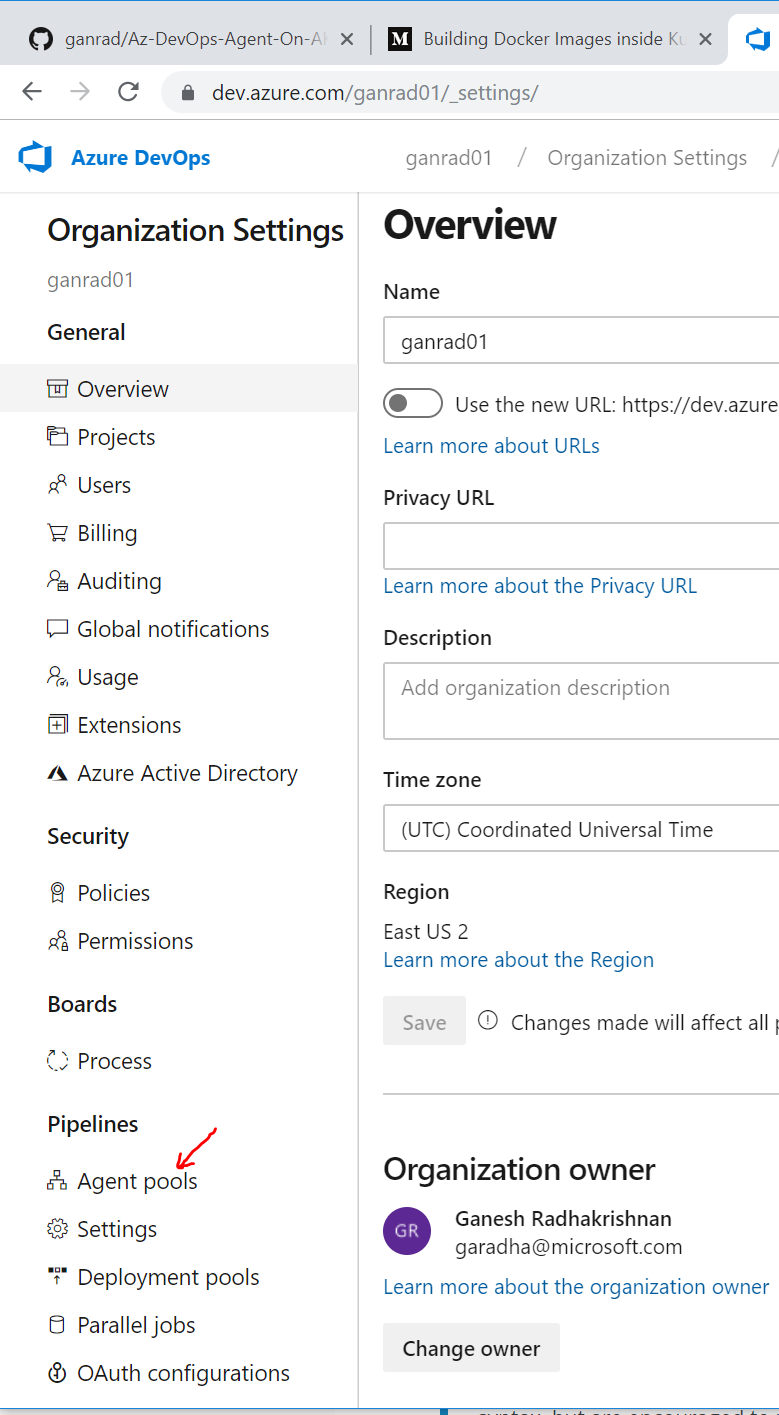 ganrad/Az-DevOps-Agent-On-AK
Building Docker Images inside Ku
dev.azure.com/ganrad01/_settings/
Azure DevOps
ganrad01 / Organization Settings /
Organization Settings
ganrad01
General
Overview
Projects
Users
Billing
Auditing
Global notifications
Usage
Extensions
Azure Active Directory
Security
Policies
Permissions
Boards
Process
Pipelines
Agent pools
Settings
Deployment pools
Parallel jobs
OAuth configurations
Overview
Name
ganrad01
Use the new URL: https://dev.azure
Learn more about URLs
Privacy URL
Learn more about the Privacy URL
Description
Add organization description
Time zone
(UTC) Coordinated Universal Time
Region
East US 2
Learn more about the Region
Save
Changes made will affect all
Organization owner
GR
Ganesh Radhakrishnan
garadha@microsoft.com
Learn more about the organization owner
Change owner